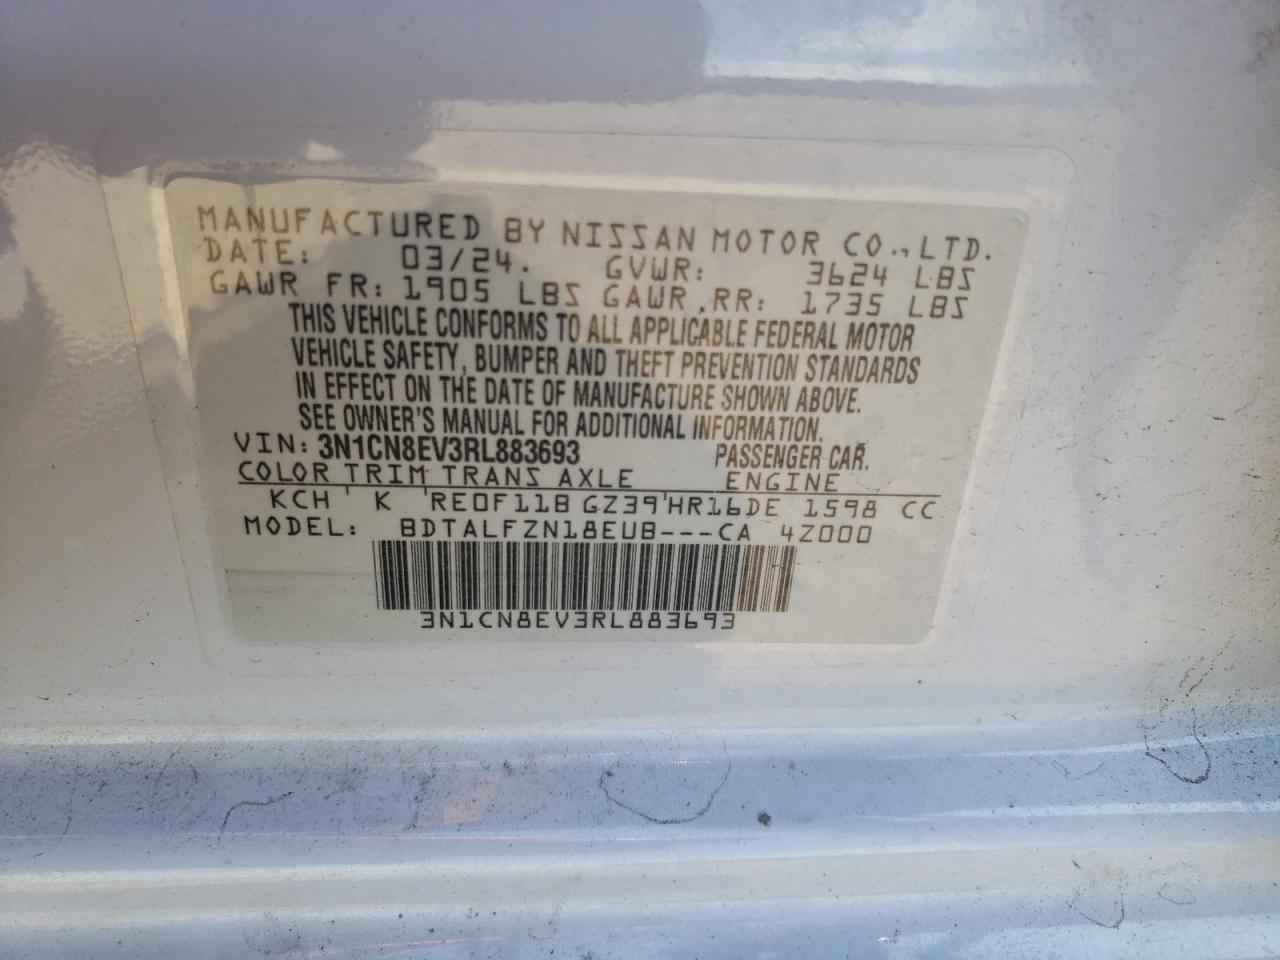 MANUFACTURED BY NISSAN MOTOR CO., LTD.
DATE: 03/24. GVWR: 3624 LBS
GAWR FR: 1905 LBS GAWR RR: 1735 LBS
THIS VEHICLE CONFORMS TO ALL APPLICABLE FEDERAL MOTOR
VEHICLE SAFETY, BUMPER AND THEFT PREVENTION STANDARDS
IN EFFECT ON THE DATE OF MANUFACTURE SHOWN ABOVE.
SEE OWNER'S MANUAL FOR ADDITIONAL INFORMATION.
VIN: 3N1CN8EV3RL883693 PASSENGER CAR.
COLOR TRIM TRANS AXLE ENGINE
KCH K RE0F11B GZ39 HR16DE 1598 CC
MODEL: BDTALFZN18EUB---CA 4Z000
3N1CN8EV3RL883693